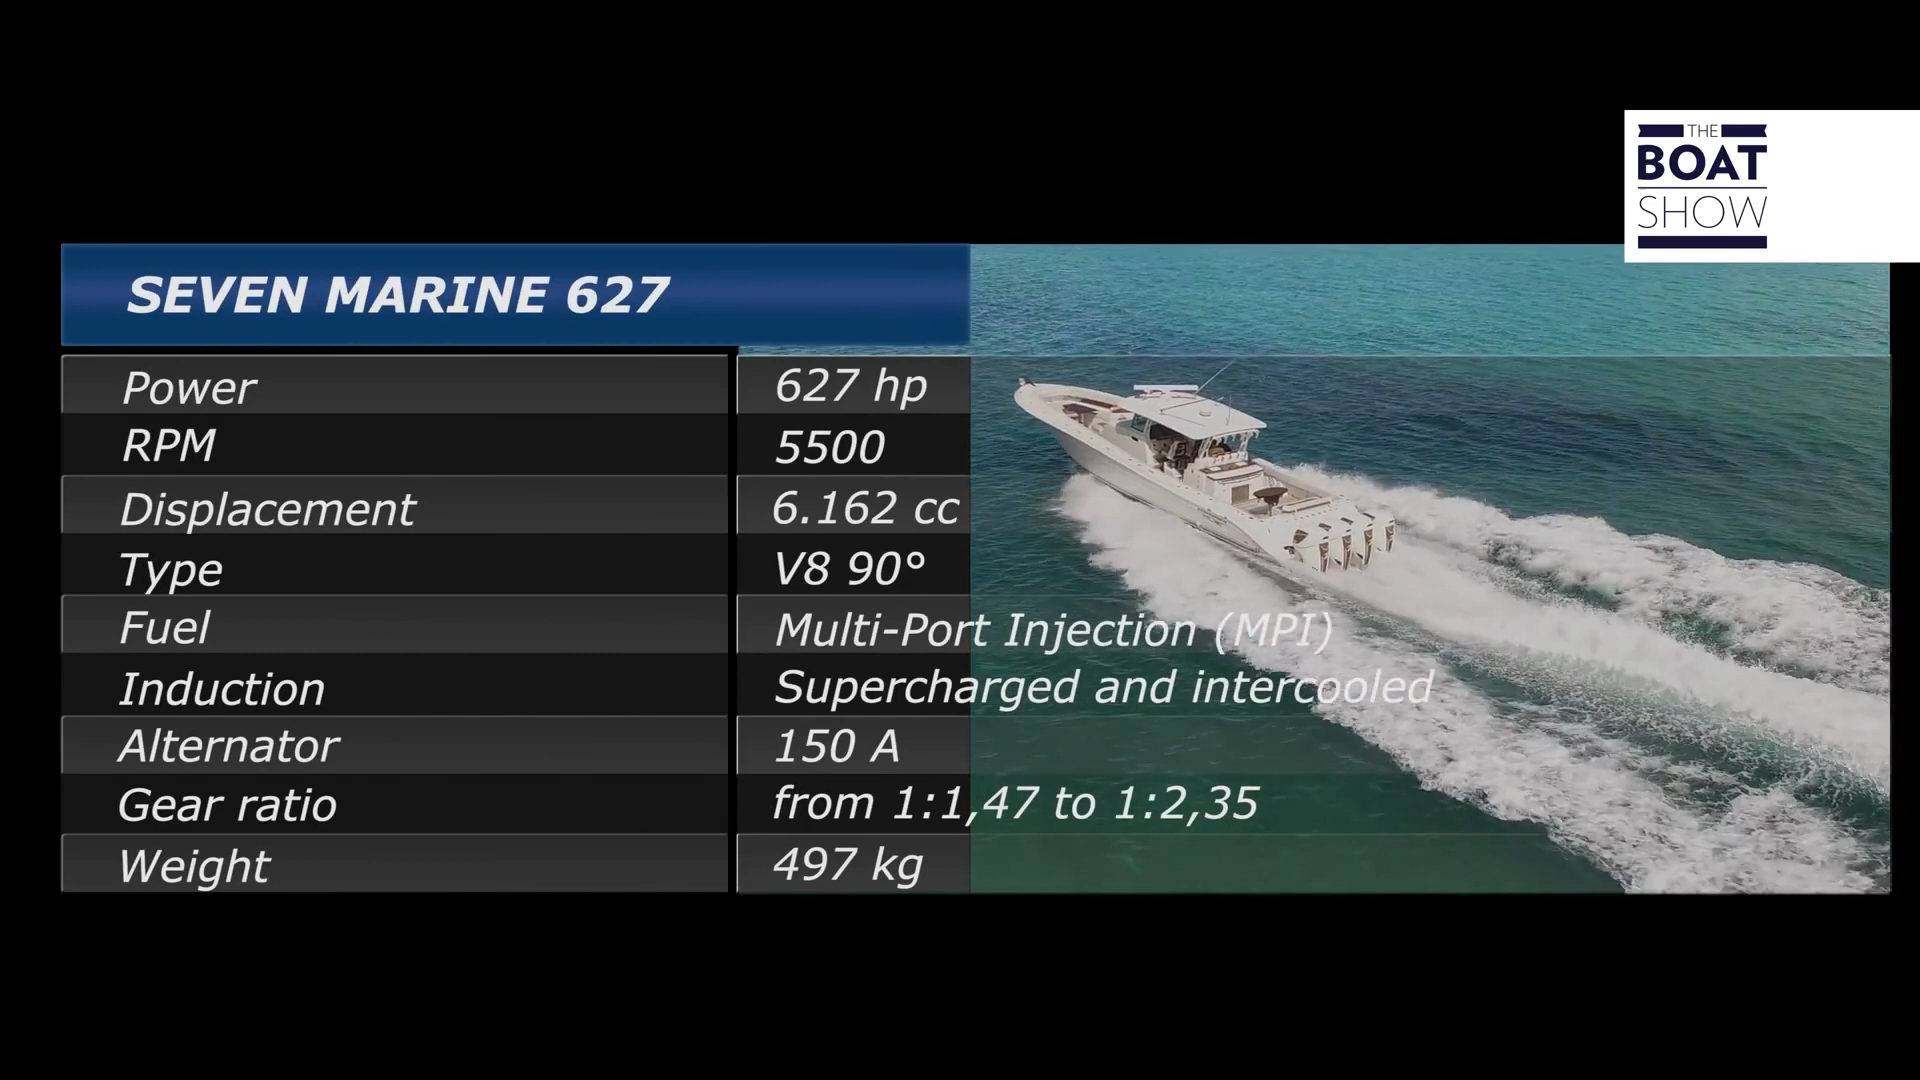 THE
BOAT
SHOW
SEVEN MARINE 627
Power 627 hp
RPM 5500
Displacement 6.162 cc
Type V8 90°
Fuel Multi-Port Injection (MPI)
Induction Supercharged and intercooled
Alternator 150 A
Gear ratio from 1:1,47 to 1:2,35
Weight 497 kg